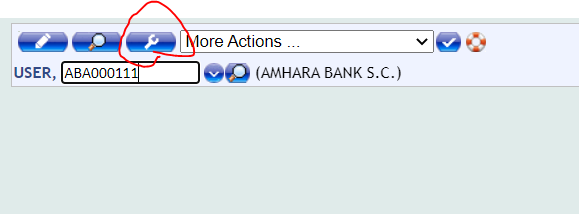 More Actions ...
USER, ABA000111 (AMHARA BANK S.C.)